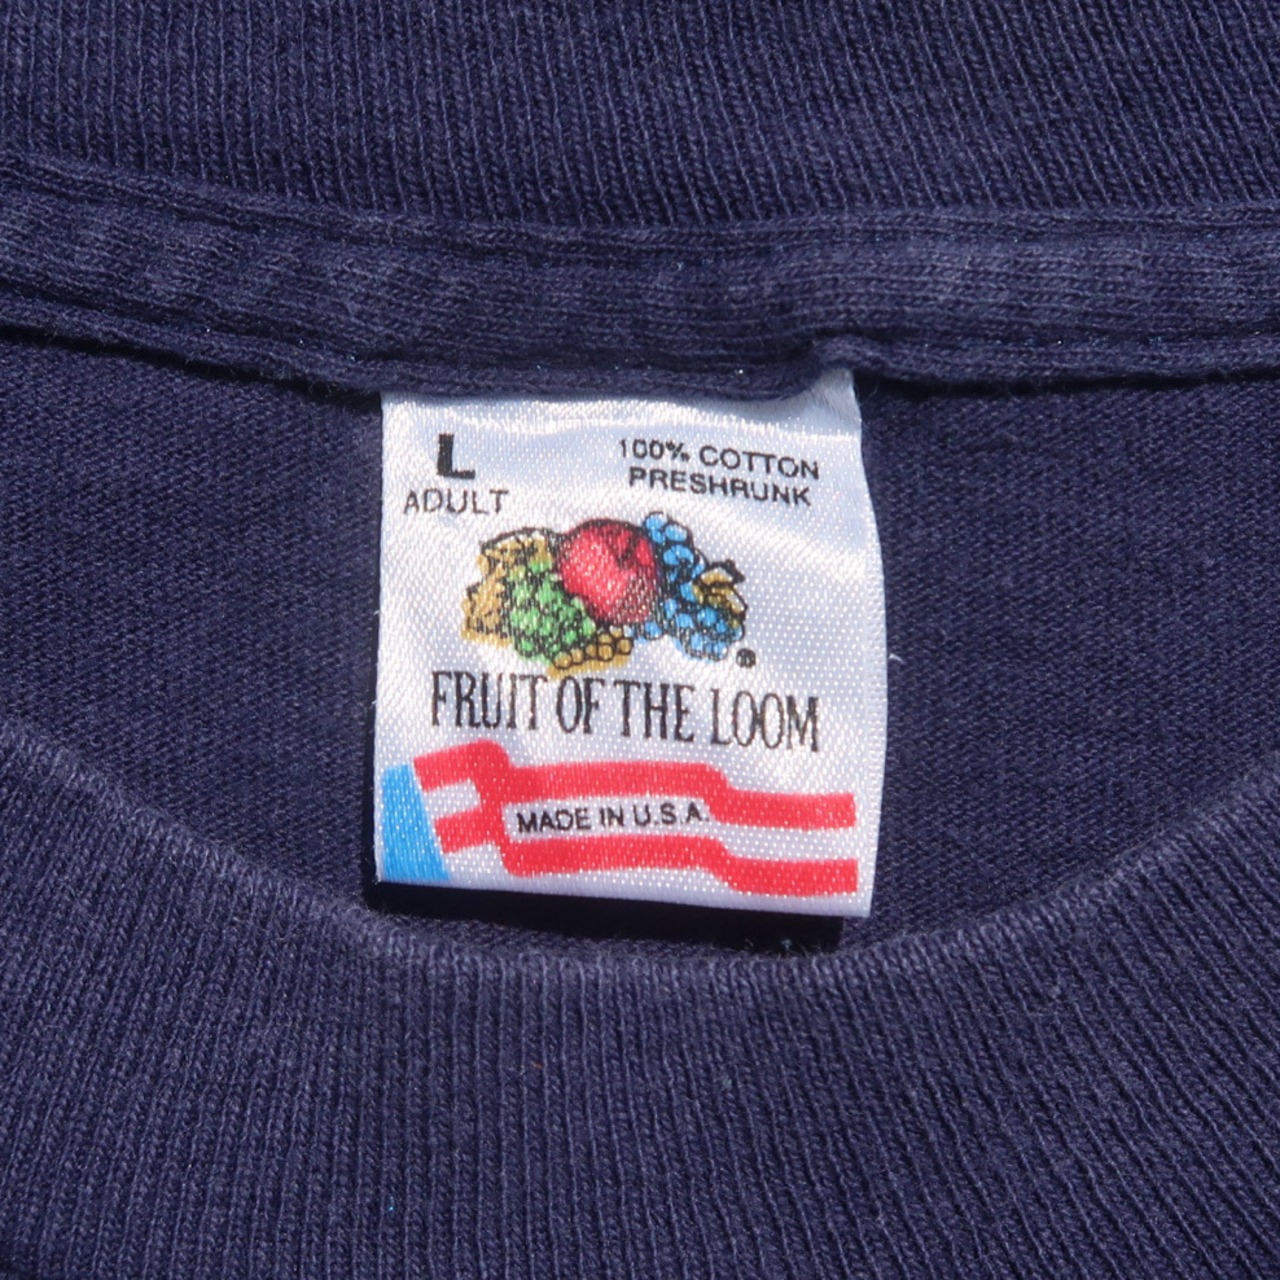 L
ADULT
100% COTTON
PRESHRUNK
®
FRUIT OF THE LOOM
MADE IN U.S.A.